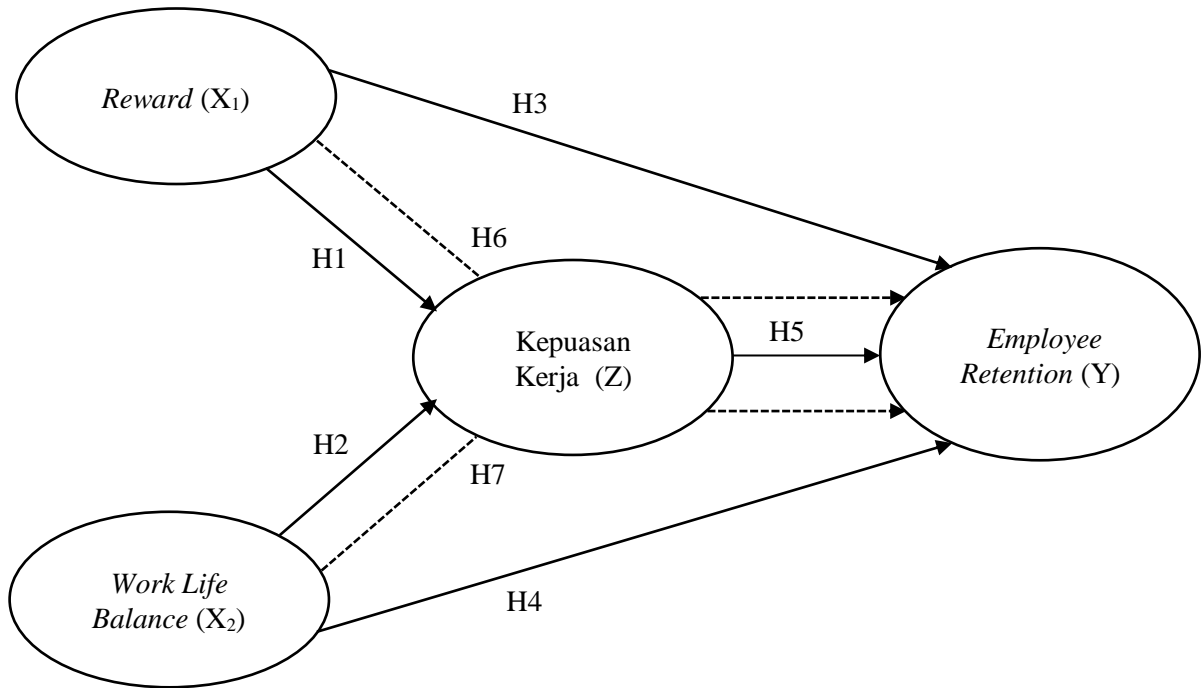 Reward (X₁)
H3
H6
H1
Kepuasan
Kerja (Z)
H5
Employee
Retention (Y)
H2
H7
Work Life
Balance (X₂)
H4